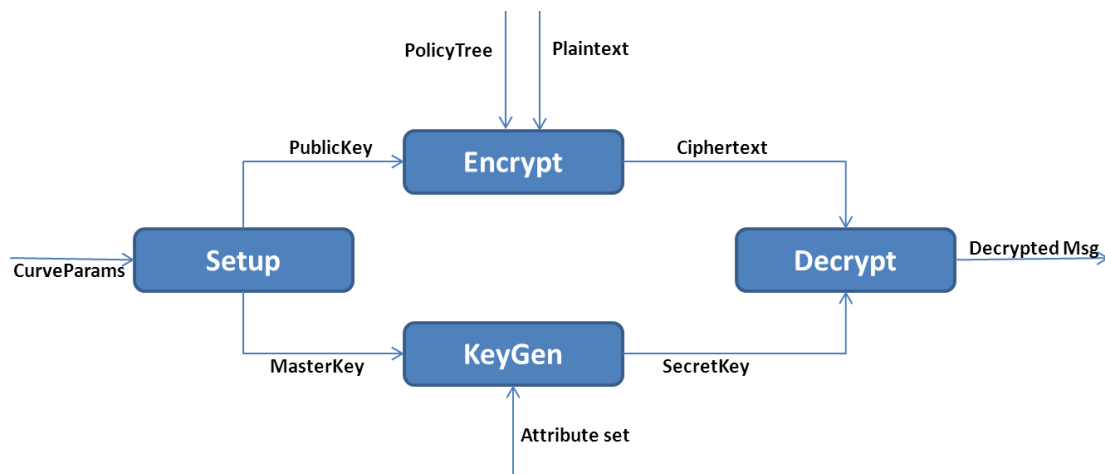 PolicyTree
Plaintext
PublicKey
Encrypt
Ciphertext
CurveParams
Setup
Decrypt
Decrypted Msg
MasterKey
KeyGen
SecretKey
Attribute set